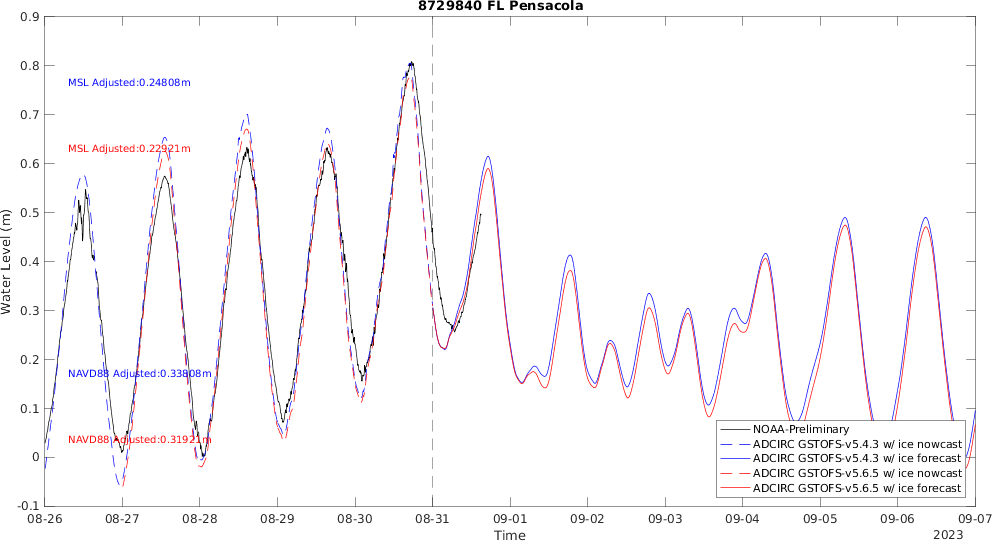 8729840 FL Pensacola
0.9
0.8
0.7
0.6
0.5
0.4
0.3
0.2
0.1
0
-0.1
Water Level (m)
MSL Adjusted:0.24808m
MSL Adjusted:0.22921m
NAVD88 Adjusted:0.33808m
NAVD88 Adjusted:0.31921m
NOAA-Preliminary
ADCIRC GSTOFS-v5.4.3 w/ ice nowcast
ADCIRC GSTOFS-v5.4.3 w/ ice forecast
ADCIRC GSTOFS-v5.6.5 w/ ice nowcast
ADCIRC GSTOFS-v5.6.5 w/ ice forecast
08-26 08-27 08-28 08-29 08-30 08-31 09-01 09-02 09-03 09-04 09-05 09-06 09-07
Time
2023